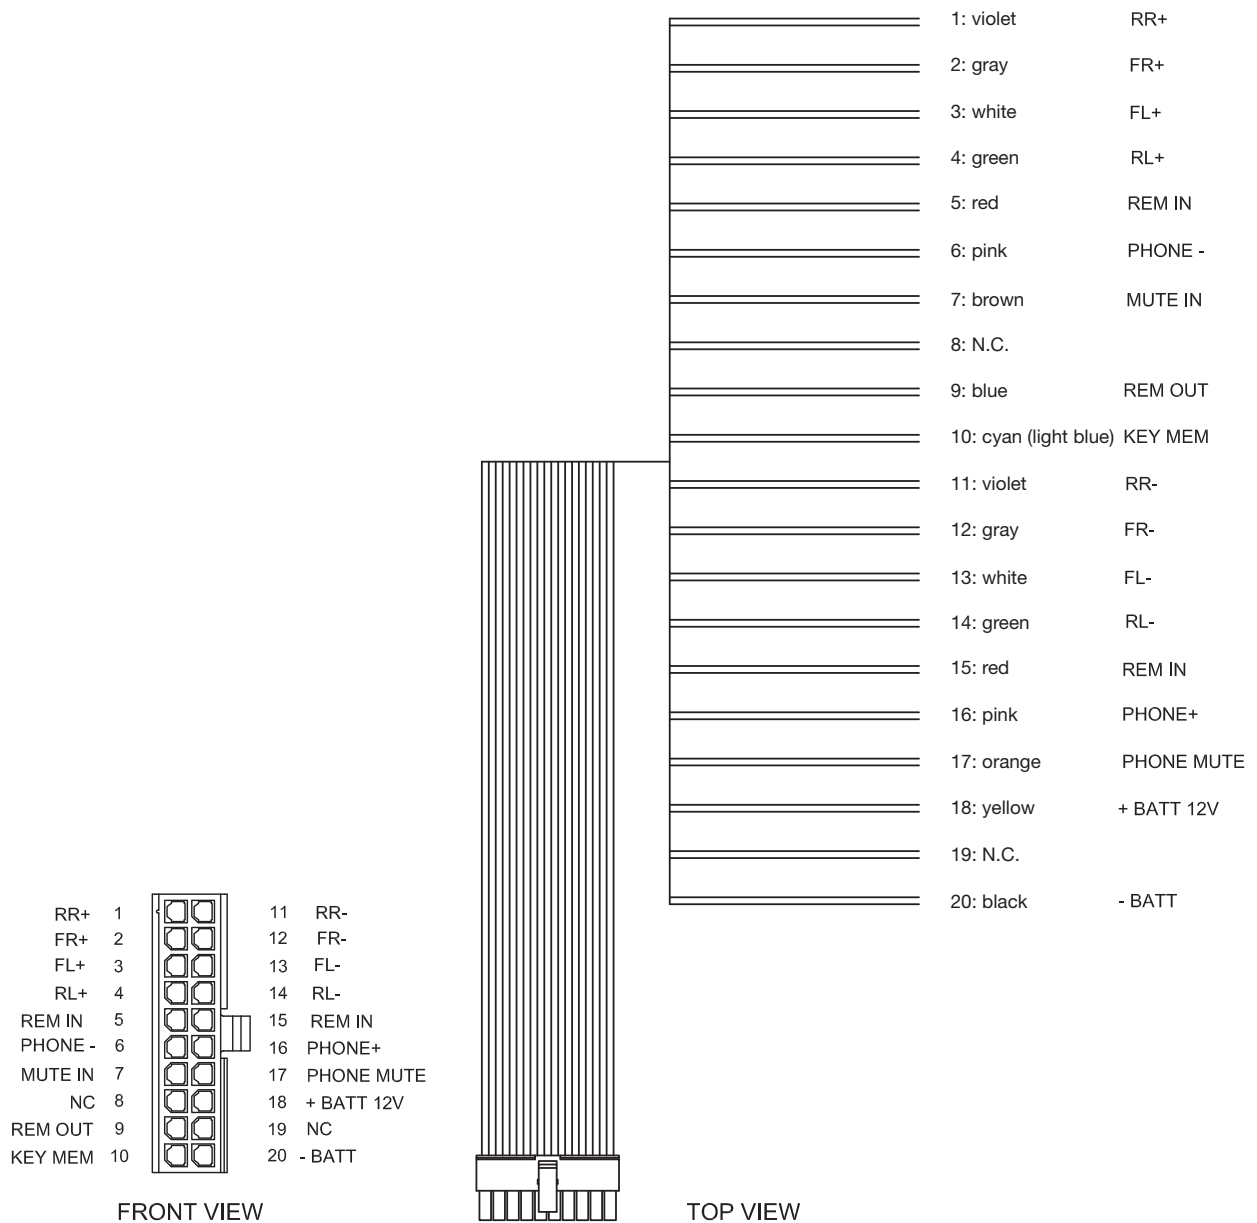 1: violet RR+
2: gray FR+
3: white FL+
4: green RL+
5: red REM IN
6: pink PHONE -
7: brown MUTE IN
8: N.C.
9: blue REM OUT
10: cyan (light blue) KEY MEM
11: violet RR-
12: gray FR-
13: white FL-
14: green RL-
15: red REM IN
16: pink PHONE+
17: orange PHONE MUTE
18: yellow + BATT 12V
19: N.C.
20: black - BATT
RR+ 1 11 RR-
FR+ 2 12 FR-
FL+ 3 13 FL-
RL+ 4 14 RL-
REM IN 5 15 REM IN
PHONE - 6 16 PHONE+
MUTE IN 7 17 PHONE MUTE
NC 8 18 + BATT 12V
REM OUT 9 19 NC
KEY MEM 10 20 - BATT
FRONT VIEW TOP VIEW